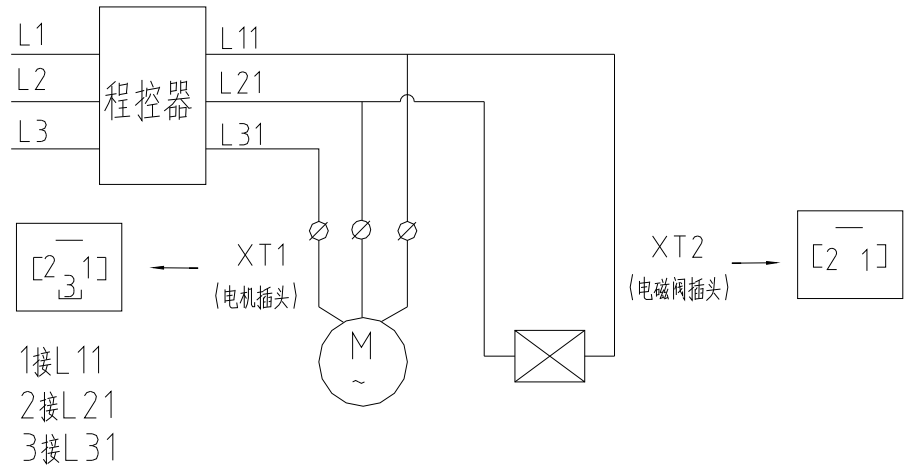 L1
L11
L2
L21
程控器
L3
L31
XT1
(电机插头)
XT2
(电磁阀插头)
[2 1]
3
[2 1]
M
~
1接L11
2接L21
3接L31